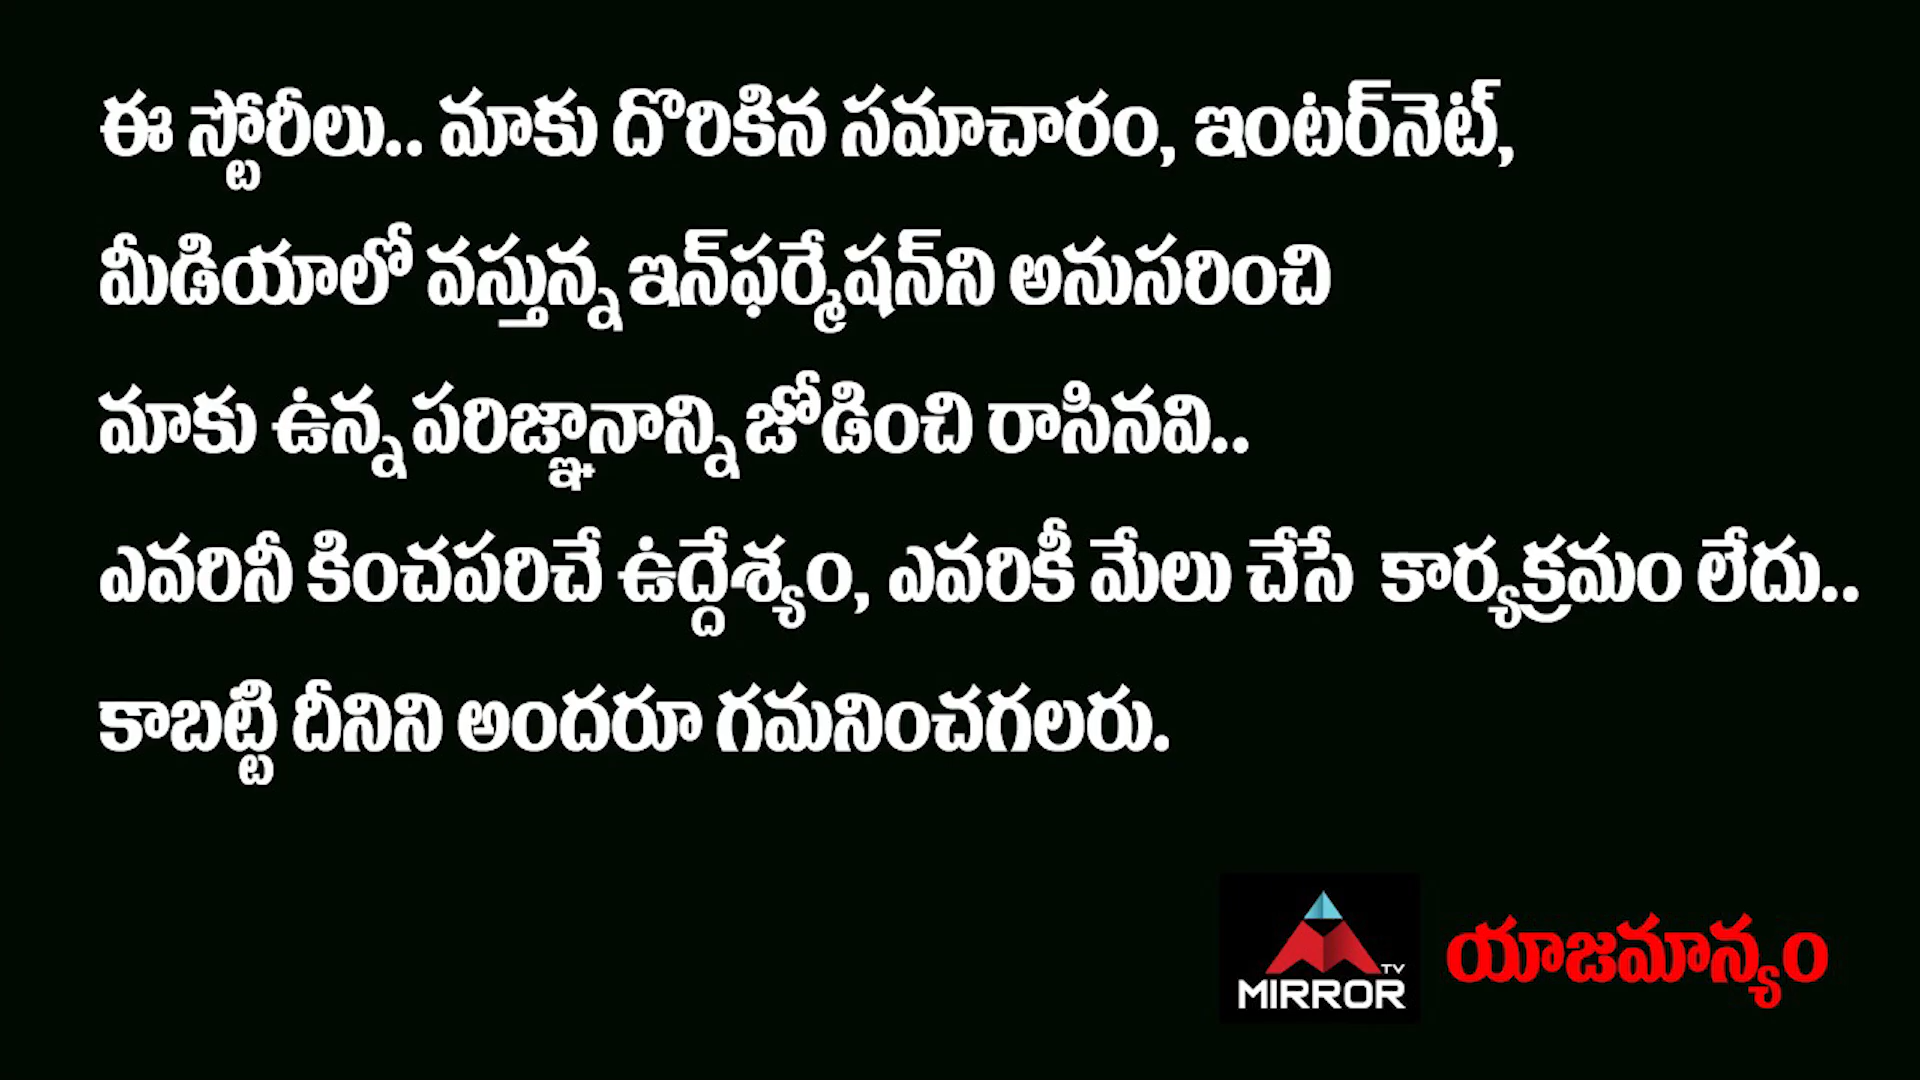 ఈ స్టోరీలు.. మాకు దొరికిన సమాచారం, ఇంటర్‌నెట్,
మీడియాలో వస్తున్న ఇన్‌ఫర్మేషన్‌ని అనుసరించి
మాకు ఉన్న పరిజ్ఞానాన్ని జోడించి రాసినవి..
ఎవరినీ కించపరిచే ఉద్దేశ్యం, ఎవరికీ మేలు చేసే కార్యక్రమం లేదు..
కాబట్టి దీనిని అందరూ గమనించగలరు.
TV
MIRROR
యాజమాన్యం